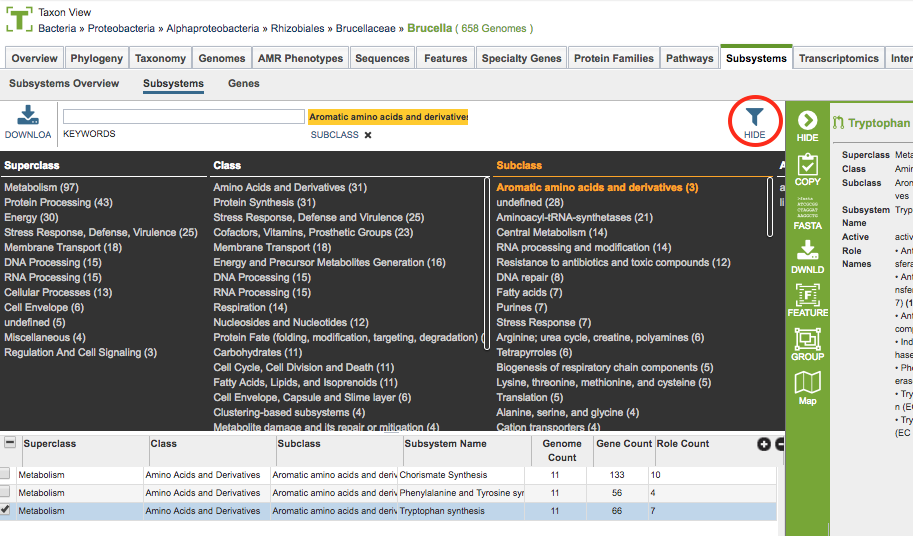 Taxon View
Bacteria » Proteobacteria » Alphaproteobacteria » Rhizobiales » Brucellaceae » Brucella ( 658 Genomes )
Overview Phylogeny Taxonomy Genomes AMR Phenotypes Sequences Features Specialty Genes Protein Families Pathways Subsystems Transcriptomics Inter
Subsystems Overview Subsystems Genes
Aromatic amino acids and derivatives
DOWNLOA KEYWORDS SUBCLASS ✖ HIDE
Superclass Class Subclass A
Metabolism (97)
Protein Processing (43)
Energy (30)
Stress Response, Defense, Virulence (25)
Membrane Transport (18)
DNA Processing (15)
RNA Processing (15)
Cellular Processes (13)
Cell Envelope (6)
undefined (5)
Miscellaneous (4)
Regulation And Cell Signaling (3)
Amino Acids and Derivatives (31)
Protein Synthesis (31)
Stress Response, Defense and Virulence (25)
Cofactors, Vitamins, Prosthetic Groups (23)
Membrane Transport (18)
Energy and Precursor Metabolites Generation (16)
DNA Processing (15)
RNA Processing (15)
Respiration (14)
Nucleosides and Nucleotides (12)
Protein Fate (folding, modification, targeting, degradation) (
Carbohydrates (11)
Cell Cycle, Cell Division and Death (11)
Fatty Acids, Lipids, and Isoprenoids (11)
Cell Envelope, Capsule and Slime layer (6)
Clustering-based subsystems (4)
Metabolite damage and its repair or mitigation (4)
Aromatic amino acids and derivatives (3)
undefined (28)
Aminoacyl-tRNA-synthetases (21)
Central Metabolism (14)
RNA processing and modification (14)
Resistance to antibiotics and toxic compounds (12)
DNA repair (8)
Fatty acids (7)
Purines (7)
Stress Response (7)
Arginine; urea cycle, creatine, polyamines (6)
Tetrapyrroles (6)
Biogenesis of respiratory chain components (5)
Lysine, threonine, methionine, and cysteine (5)
Translation (5)
Alanine, serine, and glycine (4)
Cation transporters (4)
a
li
Superclass Class Subclass Subsystem Name Genome Count Gene Count Role Count
Metabolism Amino Acids and Derivatives Aromatic amino acids and deriv Chorismate Synthesis 11 133 10
Metabolism Amino Acids and Derivatives Aromatic amino acids and deriv Phenylalanine and Tyrosine syr 11 56 4
Metabolism Amino Acids and Derivatives Aromatic amino acids and deriv Tryptophan synthesis 11 66 7
HIDE
COPY
FASTA
DWNLD
FEATURE
GROUP
Map
Tryptophan
Superclass Meta
Class Amin
Subclass Aron
ves
Subsystem Tryp
Name
Active activ
Role • Ant
Names sfera
• Ant
nsfer
7) (1
• Ant
comp
• Ind
hase
• Phe
erase
• Try
n (EC
• Try
(EC